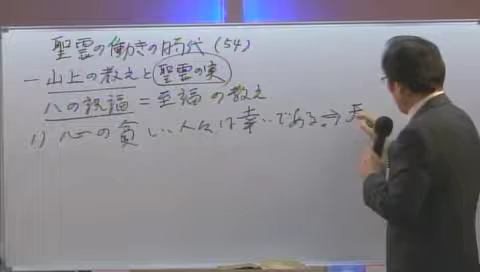 聖霊の働きの時代(54)
一山上の教えと聖霊の実
八の祝福=至福の教え
1)心の貧しい人々は幸いである⇒天